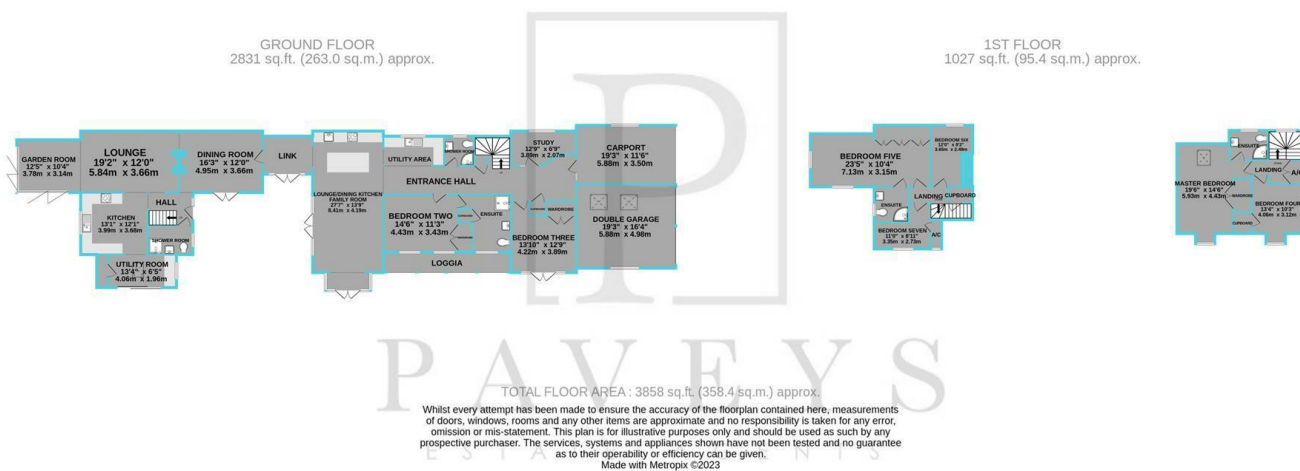 GROUND FLOOR
2831 sq.ft. (263.0 sq.m.) approx.
1ST FLOOR
1027 sq.ft. (95.4 sq.m.) approx.
GARDEN ROOM
12'5" x 10'4"
3.78m x 3.14m
LOUNGE
19'2" x 12'0"
5.84m x 3.66m
DINING ROOM
16'3" x 12'0"
4.95m x 3.66m
LINK
HALL
KITCHEN
13'1" x 12'1"
3.99m x 3.68m
SHOWER ROOM
UTILITY ROOM
13'4" x 6'5"
4.06m x 1.96m
LOUNGE/DINING KITCHEN
FAMILY ROOM
27'7" x 13'9"
8.41m x 4.19m
UTILITY AREA
SHOWER ROOM
ENTRANCE HALL
STUDY
12'9" x 6'9"
3.89m x 2.07m
CARPORT
19'3" x 11'6"
5.88m x 3.50m
BEDROOM TWO
14'6" x 11'3"
4.43m x 3.43m
ENSUITE
WARDROBE
BEDROOM THREE
13'10" x 12'9"
4.22m x 3.89m
DOUBLE GARAGE
19'3" x 16'4"
5.88m x 4.98m
LOGGIA
BEDROOM FIVE
23'5" x 10'4"
7.13m x 3.15m
BEDROOM SIX
12'0" x 8'2"
3.65m x 2.48m
ENSUITE
LANDING
CUPBOARD
BEDROOM SEVEN
11'0" x 8'11"
3.35m x 2.73m
A/C
ENSUITE
LANDING
A/C
MASTER BEDROOM
19'6" x 14'6"
5.93m x 4.43m
WARDROBE
BEDROOM FOUR
13'4" x 10'3"
4.06m x 3.12m
CUPBOARD
P
PAVEYS
ESTATE AGENTS
TOTAL FLOOR AREA : 3858 sq.ft. (358.4 sq.m.) approx.
Whilst every attempt has been made to ensure the accuracy of the floorplan contained here, measurements
of doors, windows, rooms and any other items are approximate and no responsibility is taken for any error,
omission or mis-statement. This plan is for illustrative purposes only and should be used as such by any
prospective purchaser. The services, systems and appliances shown have not been tested and no guarantee
as to their operability or efficiency can be given.
Made with Metropix ©2023